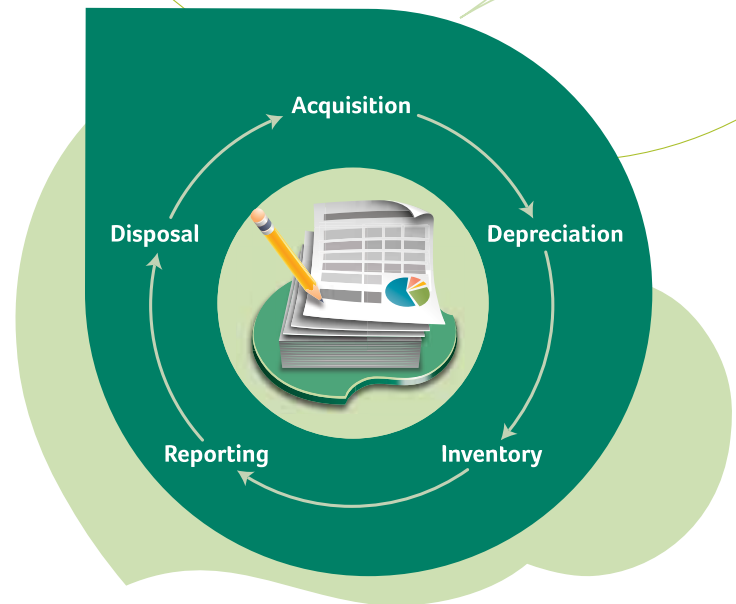 Acquisition
Depreciation
Inventory
Reporting
Disposal